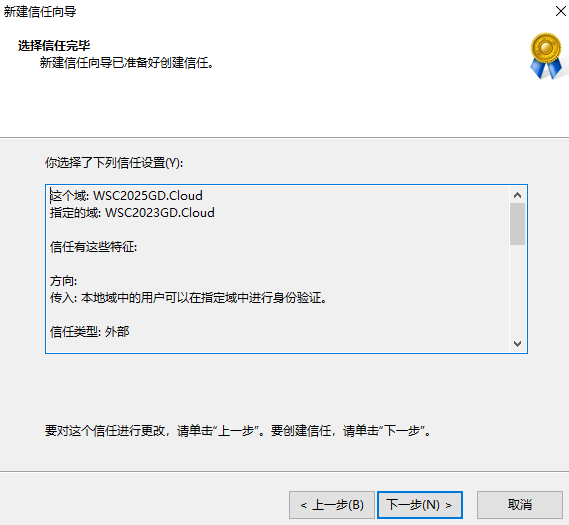 新建信任向导
选择信任完毕
新建信任向导已准备好创建信任。
你选择了下列信任设置(Y):
这个域: WSC2025GD.Cloud
指定的域: WSC2023GD.Cloud
信任有这些特征:
方向:
传入: 本地域中的用户可以在指定域中进行身份验证。
信任类型: 外部
要对这个信任进行更改，请单击“上一步”。要创建信任，请单击“下一步”。
< 上一步(B)
下一步(N) >
取消